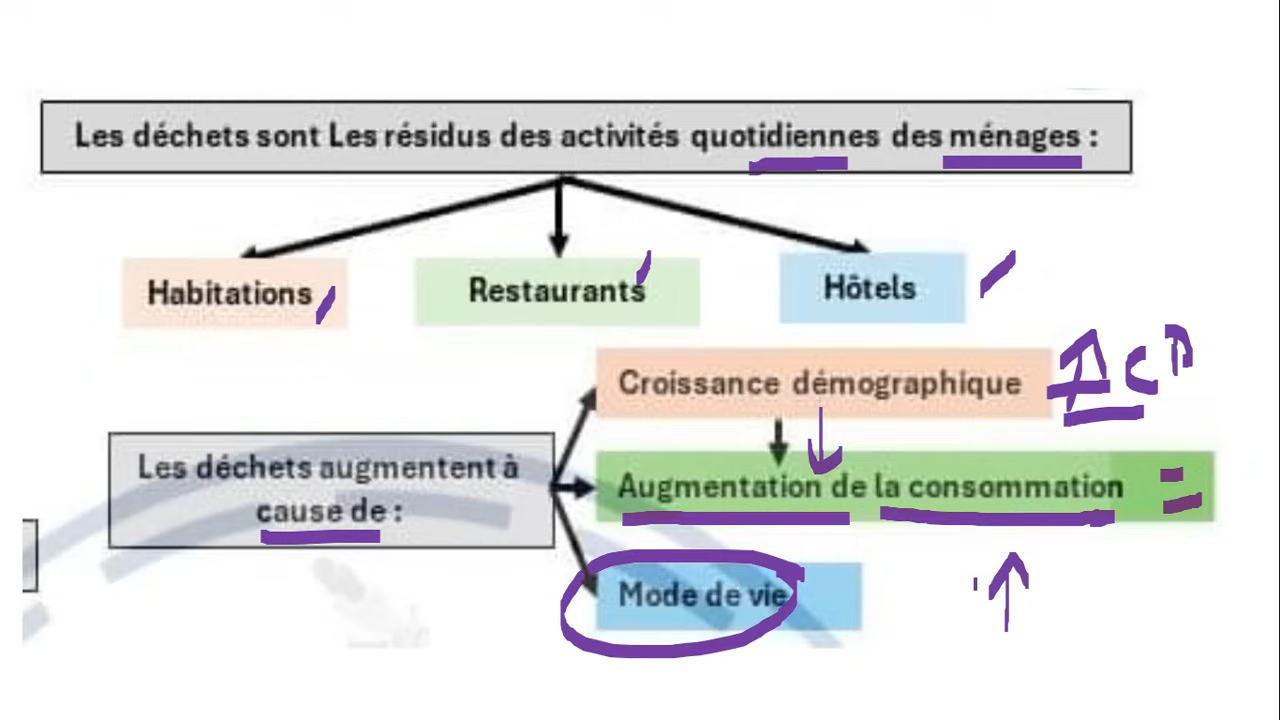 Les déchets sont Les résidus des activités quotidiennes des ménages :
Habitations
Restaurants
Hôtels
Croissance démographique
Les déchets augmentent à
cause de :
Augmentation de la consommation
Mode de vie